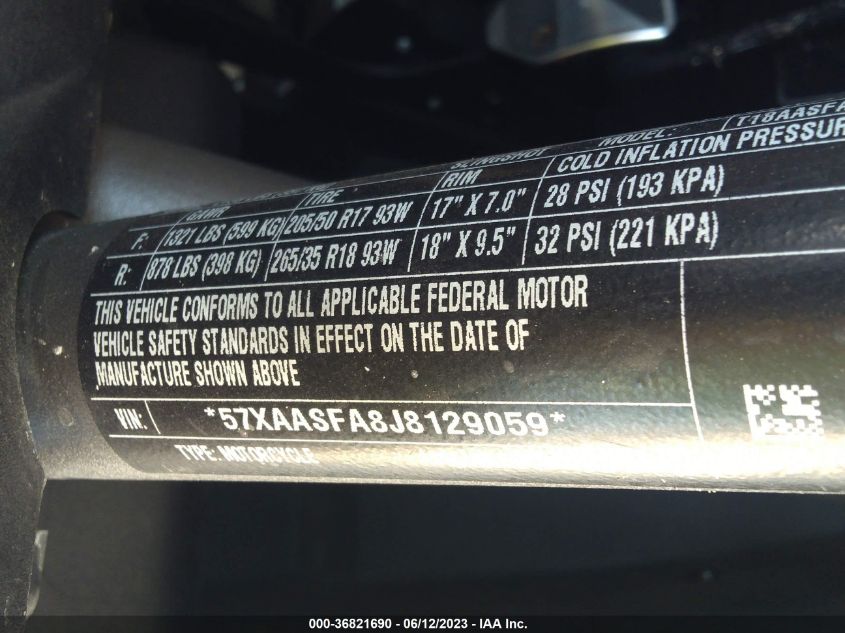 SLINGSHOT MODEL: T18AASFA
GAWR TIRE RIM COLD INFLATION PRESSUR
F: 1321 LBS (599 KG) 205/50 R17 93W 17" X 7.0" 28 PSI (193 KPA)
R: 878 LBS (398 KG) 265/35 R18 93W 18" X 9.5" 32 PSI (221 KPA)
THIS VEHICLE CONFORMS TO ALL APPLICABLE FEDERAL MOTOR
VEHICLE SAFETY STANDARDS IN EFFECT ON THE DATE OF
MANUFACTURE SHOWN ABOVE
VIN: *57XAASFA8J8129059*
TYPE: MOTORCYCLE
000-36821690 - 06/12/2023 - IAA Inc.